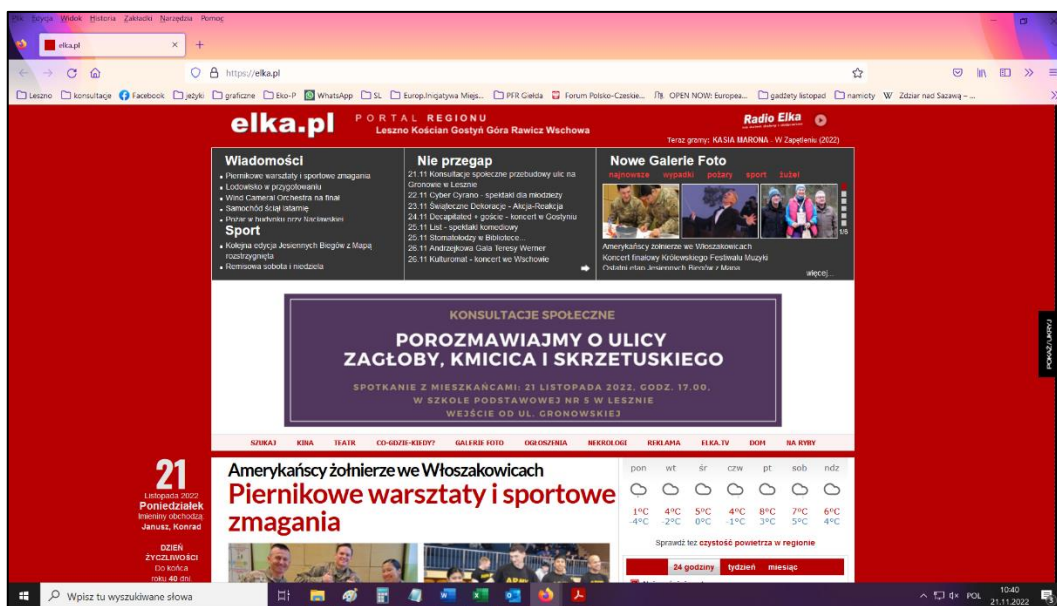 Plik Edycja Widok Historia Zakładki Narzędzia Pomoc
elka.pl
https://elka.pl
Leszno konsultacje Facebook języki graficzne Eko-P WhatsApp SL Europ.Inicjatywa Miejs... PFR Giełda Forum Polsko-Czeskie... OPEN NOW: Europea... gadżety listopad namioty Zdziar nad Sazawą – ...
elka.pl
PORTAL REGIONU
Leszno Kościan Gostyń Góra Rawicz Wschowa
Radio Elka
Teraz gramy: KASIA MARONA - W Zapętleniu (2022)
Wiadomości
Piernikowe warsztaty i sportowe zmagania
Lodowisko w przygotowaniu
Wind Camerat Orchestra na finał
Samochód ściął latarnię
Pożar w budynku przy Nacławskiej
Sport
Kolejna edycja Jesiennych Biegów z Mapą
rozstrzygnięta
Remisowa sobota i niedziela
Nie przegap
21.11 Konsultacje społeczne przebudowy ulic na
Gronowie w Lesznie
22.11 Cyber Cyrano - spektakl dla młodzieży
23.11 Świąteczne Dekoracje - Akcja-Reakcja
24.11 Decapitated + goście - koncert w Gostyniu
25.11 List - spektakl komediowy
25.11 Stomatolodzy w Bibliotece...
26.11 Andrzejkowa Gala Teresy Werner
26.11 Kulturomat - koncert we Wschowie
Nowe Galerie Foto
najnowsze wypadki pożary sport żużel
1/6
Amerykańscy żołnierze we Włoszakowicach
Koncert finałowy Królewskiego Festiwalu Muzyki
Ostatni etap Jesiennych Biegów z Mapą
więcej...
POKAŻ/UKRYJ
KONSULTACJE SPOŁECZNE
POROZMAWIAJMY O ULICY
ZAGŁOBY, KMICICA I SKRZETUSKIEGO
SPOTKANIE Z MIESZKAŃCAMI: 21 LISTOPADA 2022, GODZ. 17.00,
W SZKOLE PODSTAWOWEJ NR 5 W LESZNIE
WEJŚCIE OD UL. GRONOWSKIEJ
SZUKAJ KINA TEATR CO-GDZIE-KIEDY? GALERIE FOTO OGŁOSZENIA NEKROLOGI REKLAMA ELKA.TV DOM NA RYBY
21
Listopada 2022
Poniedziałek
Imieniny obchodzą:
Janusz, Konrad
DZIEŃ
ŻYCZLIWOŚCI
Do końca
roku 40 dni
Amerykańscy żołnierze we Włoszakowicach
Piernikowe warsztaty i sportowe
zmagania
ARMY
pon wt śr czw pt sob ndz
1°C 4°C 5°C 4°C 8°C 7°C 6°C
-4°C -2°C 0°C -1°C 3°C 5°C 4°C
Sprawdź też czystość powietrza w regionie
24 godziny tydzień miesiąc
Wpisz tu wyszukiwane słowa
POL
10:40
21.11.2022